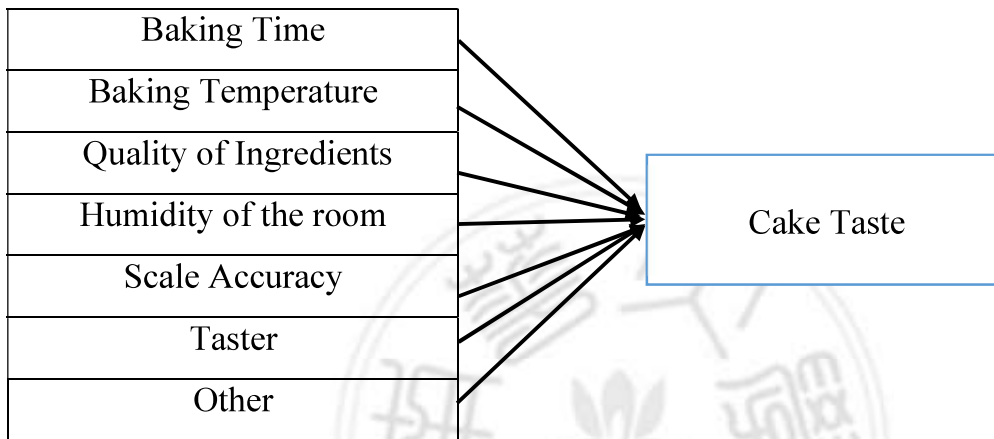 Baking Time
Baking Temperature
Quality of Ingredients
Humidity of the room
Scale Accuracy
Taster
Other
Cake Taste